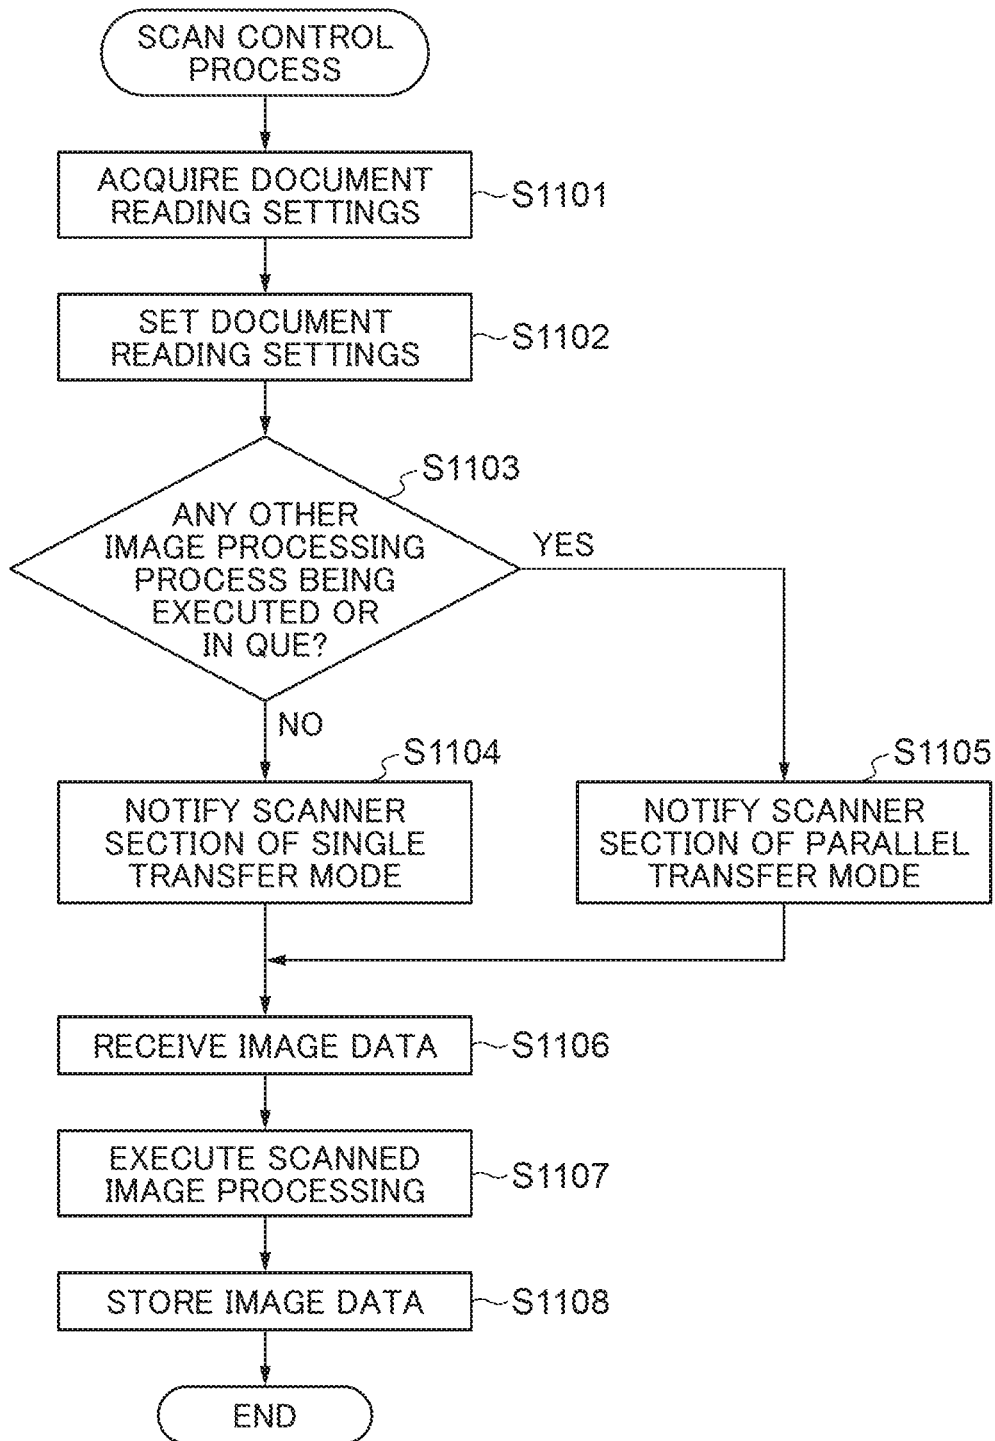 SCAN CONTROL
PROCESS
ACQUIRE DOCUMENT
READING SETTINGS
S1101
SET DOCUMENT
READING SETTINGS
S1102
S1103
ANY OTHER
IMAGE PROCESSING
PROCESS BEING
EXECUTED OR
IN QUE?
YES
NO
S1104
NOTIFY SCANNER
SECTION OF SINGLE
TRANSFER MODE
S1105
NOTIFY SCANNER
SECTION OF PARALLEL
TRANSFER MODE
RECEIVE IMAGE DATA
S1106
EXECUTE SCANNED
IMAGE PROCESSING
S1107
STORE IMAGE DATA
S1108
END